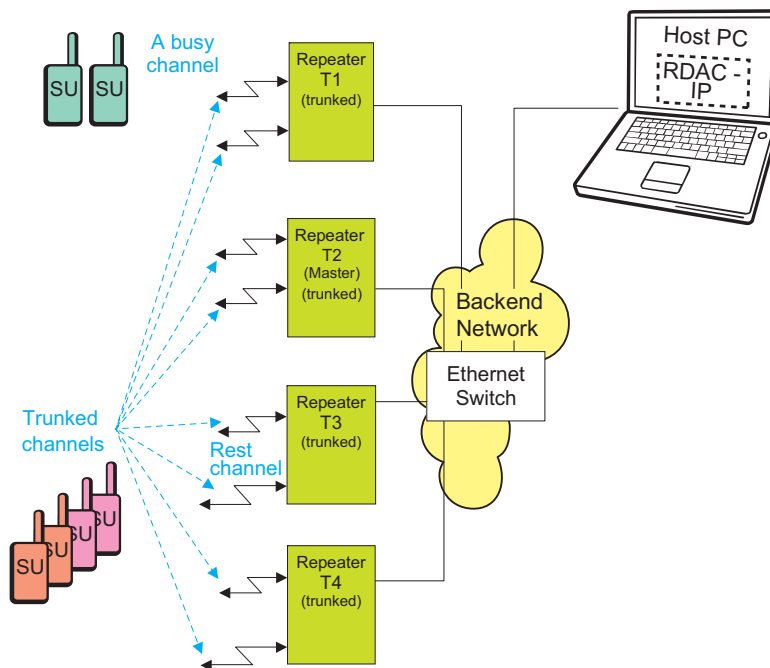 A busy
channel
SU
SU
Repeater
T1
(trunked)
Host PC
RDAC -
IP
Repeater
T2
(Master)
(trunked)
Backend
Network
Ethernet
Switch
Trunked
channels
Rest
channel
Repeater
T3
(trunked)
SU
SU
SU
SU
Repeater
T4
(trunked)